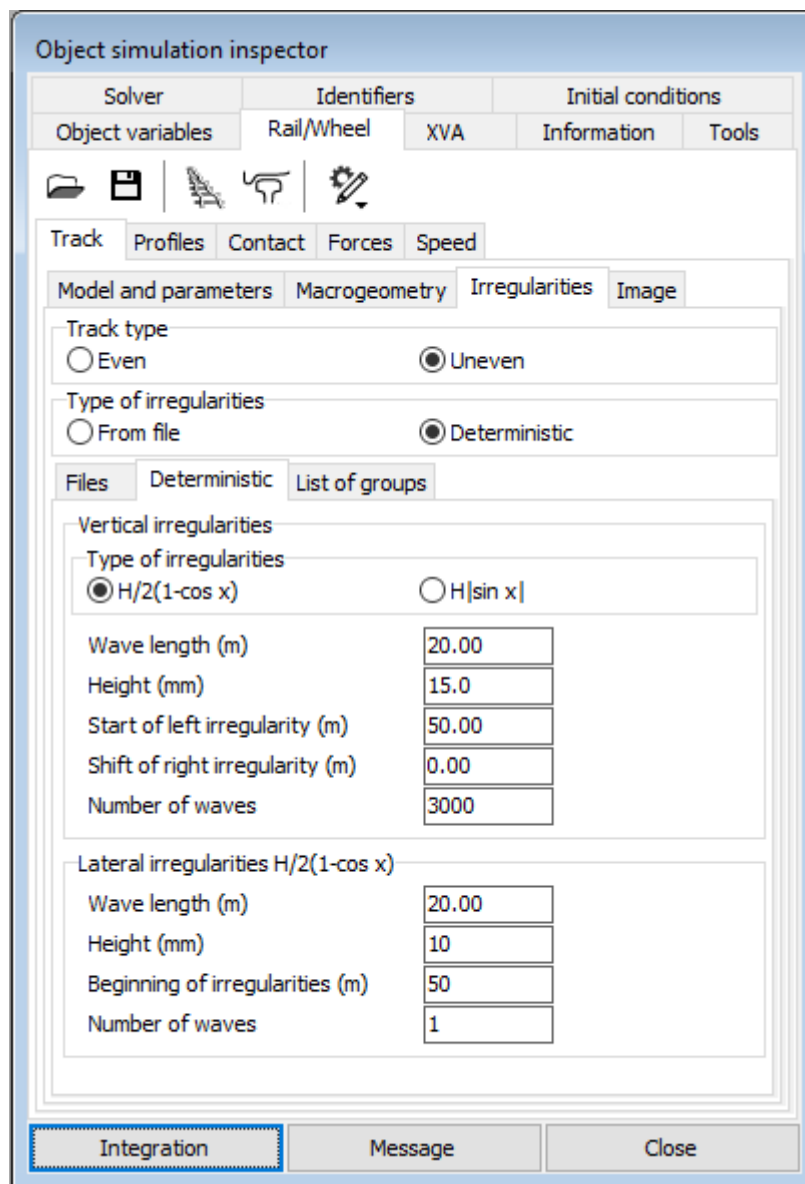 Object simulation inspector
Solver Identifiers Initial conditions
Object variables Rail/Wheel XVA Information Tools
Track Profiles Contact Forces Speed
Model and parameters Macrogeometry Irregularities Image
Track type
Even Uneven
Type of irregularities
From file Deterministic
Files Deterministic List of groups
Vertical irregularities
Type of irregularities
H/2(1-cos x) H|sin x|
Wave length (m) 20.00
Height (mm) 15.0
Start of left irregularity (m) 50.00
Shift of right irregularity (m) 0.00
Number of waves 3000
Lateral irregularities H/2(1-cos x)
Wave length (m) 20.00
Height (mm) 10
Beginning of irregularities (m) 50
Number of waves 1
Integration Message Close